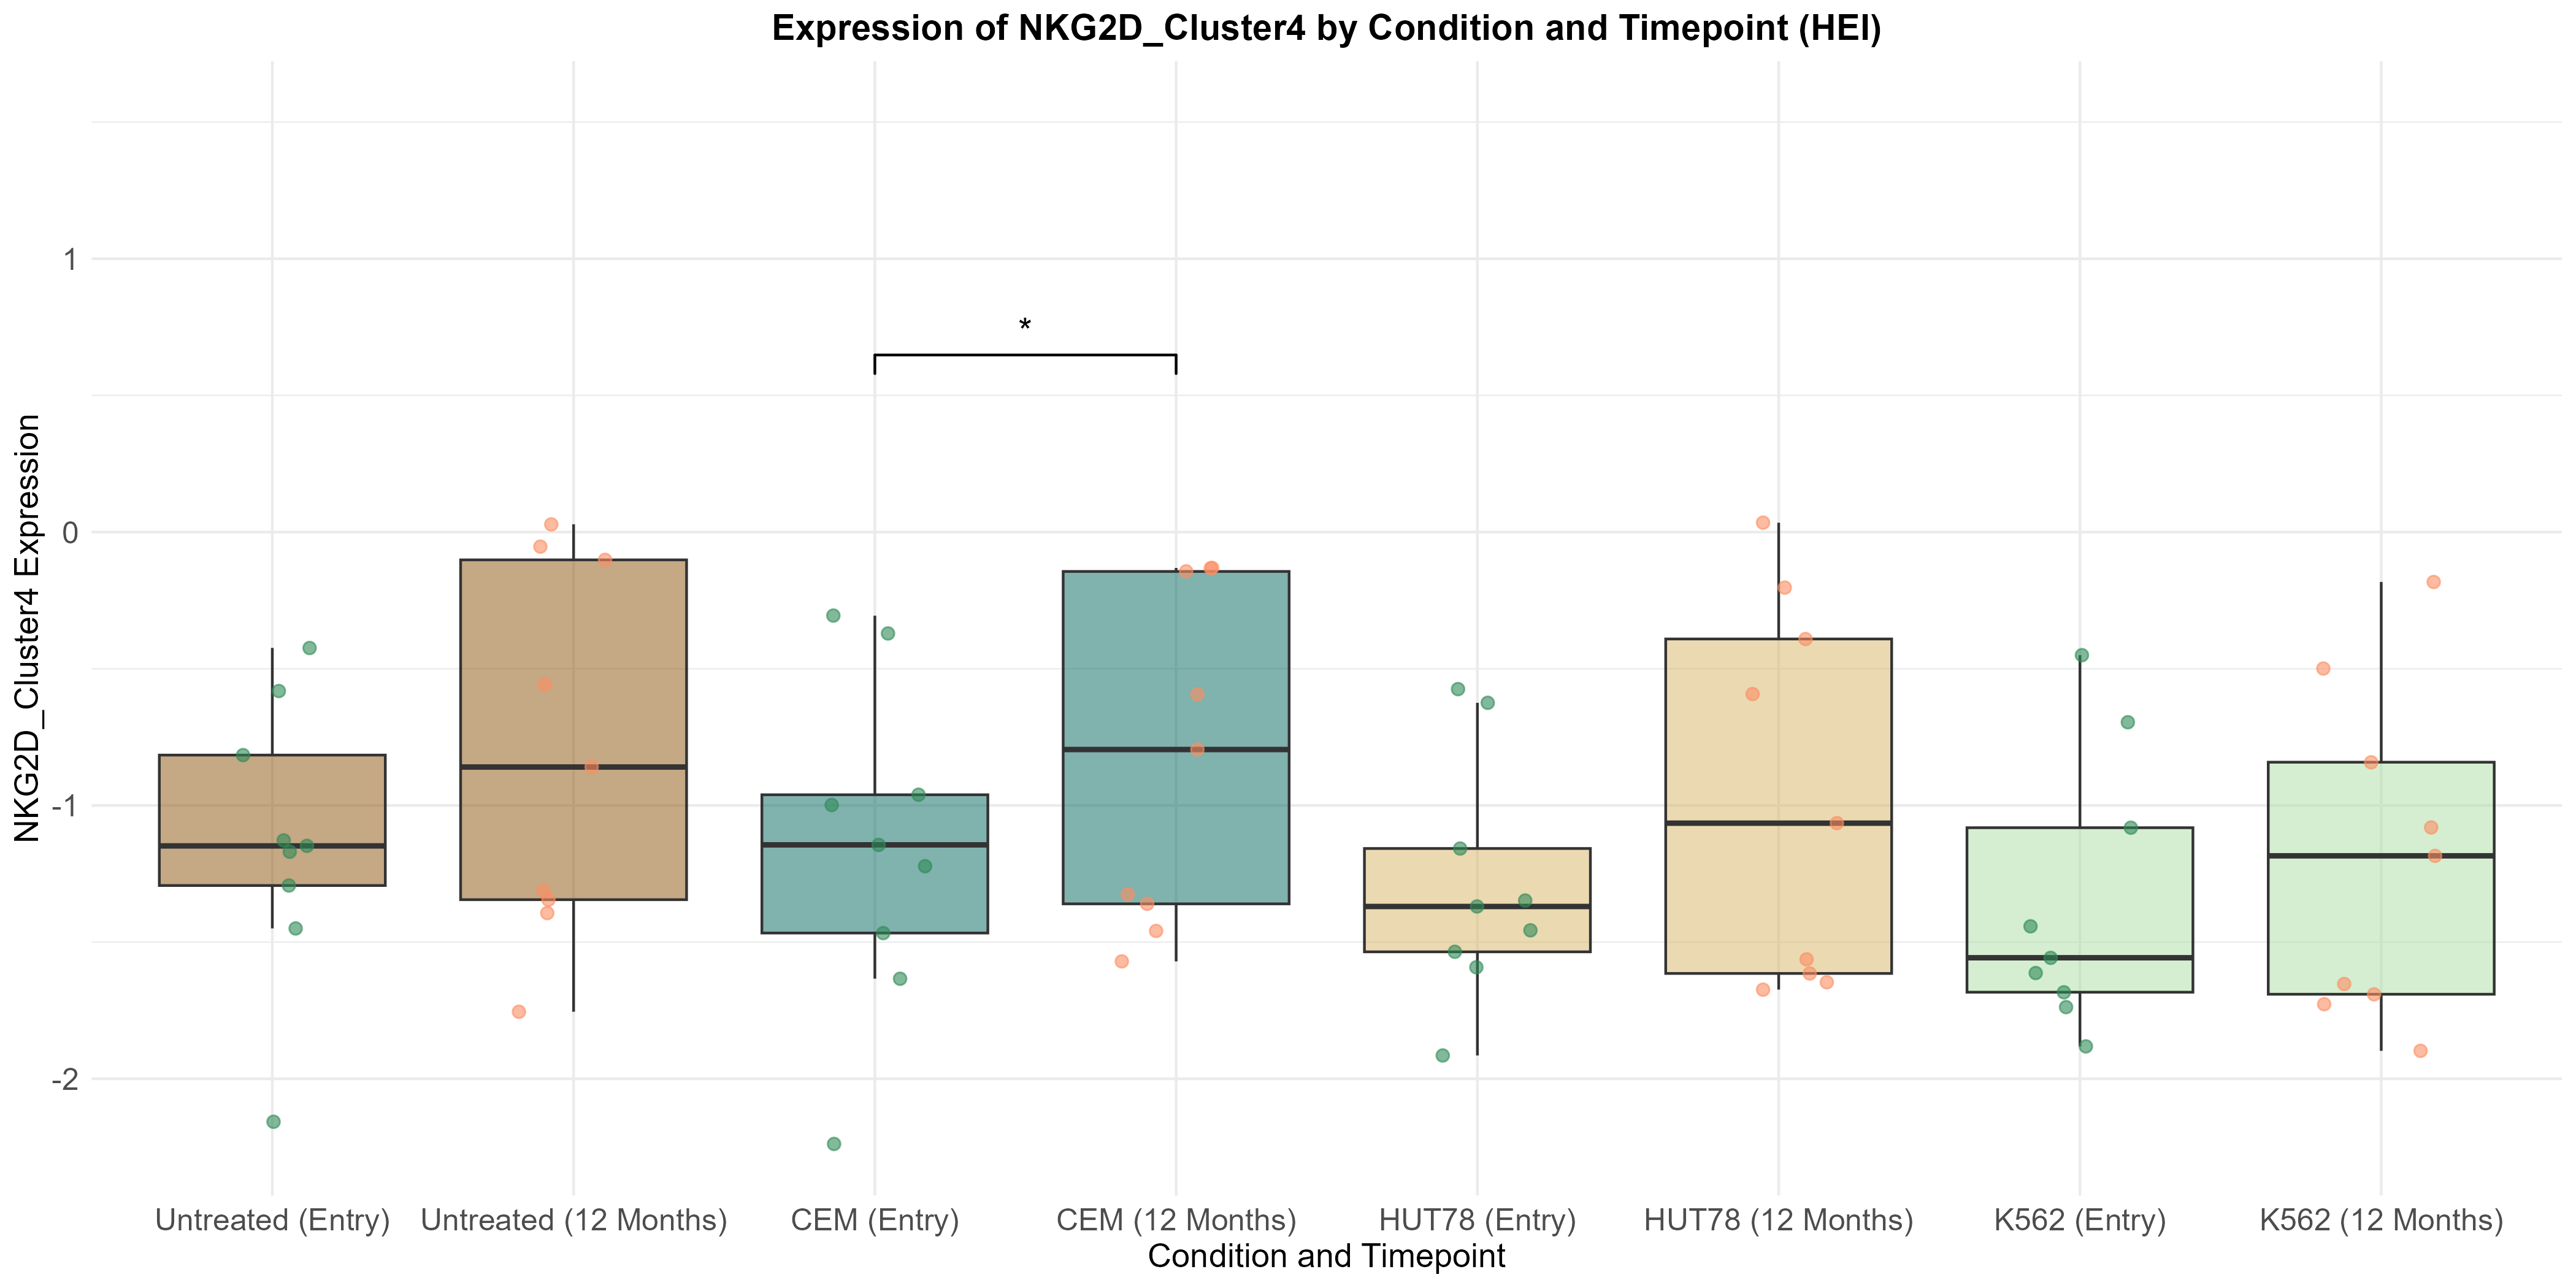 Expression of NKG2D_Cluster4 by Condition and Timepoint (HEI)
NKG2D_Cluster4 Expression
1
0
-1
-2
*
Untreated (Entry)
Untreated (12 Months)
CEM (Entry)
CEM (12 Months)
HUT78 (Entry)
HUT78 (12 Months)
K562 (Entry)
K562 (12 Months)
Condition and Timepoint